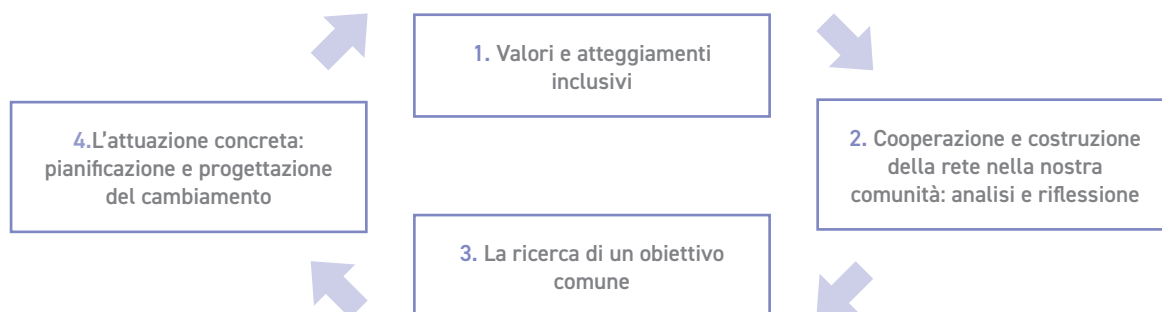 1. Valori e atteggiamenti
inclusivi
2. Cooperazione e costruzione
della rete nella nostra
comunità: analisi e riflessione
3. La ricerca di un obiettivo
comune
4.L’attuazione concreta:
pianificazione e progettazione
del cambiamento